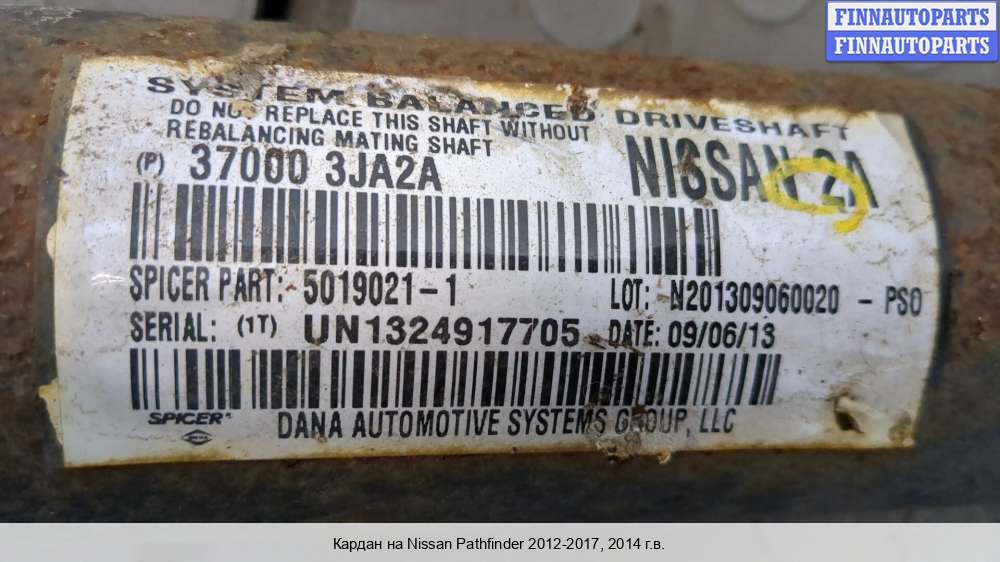 FINNAUTOPARTS
FINNAUTOPARTS
SYSTEM BALANCED DRIVESHAFT
DO NOT REPLACE THIS SHAFT WITHOUT
REBALANCING MATING SHAFT
(P) 37000 3JA2A
NISSAN 2A
SPICER PART: 5019021-1
LOT: N201309060020 - PS0
SERIAL: (1T) UN1324917705
DATE: 09/06/13
SPICER
DANA AUTOMOTIVE SYSTEMS GROUP, LLC
Кардан на Nissan Pathfinder 2012-2017, 2014 г.в.